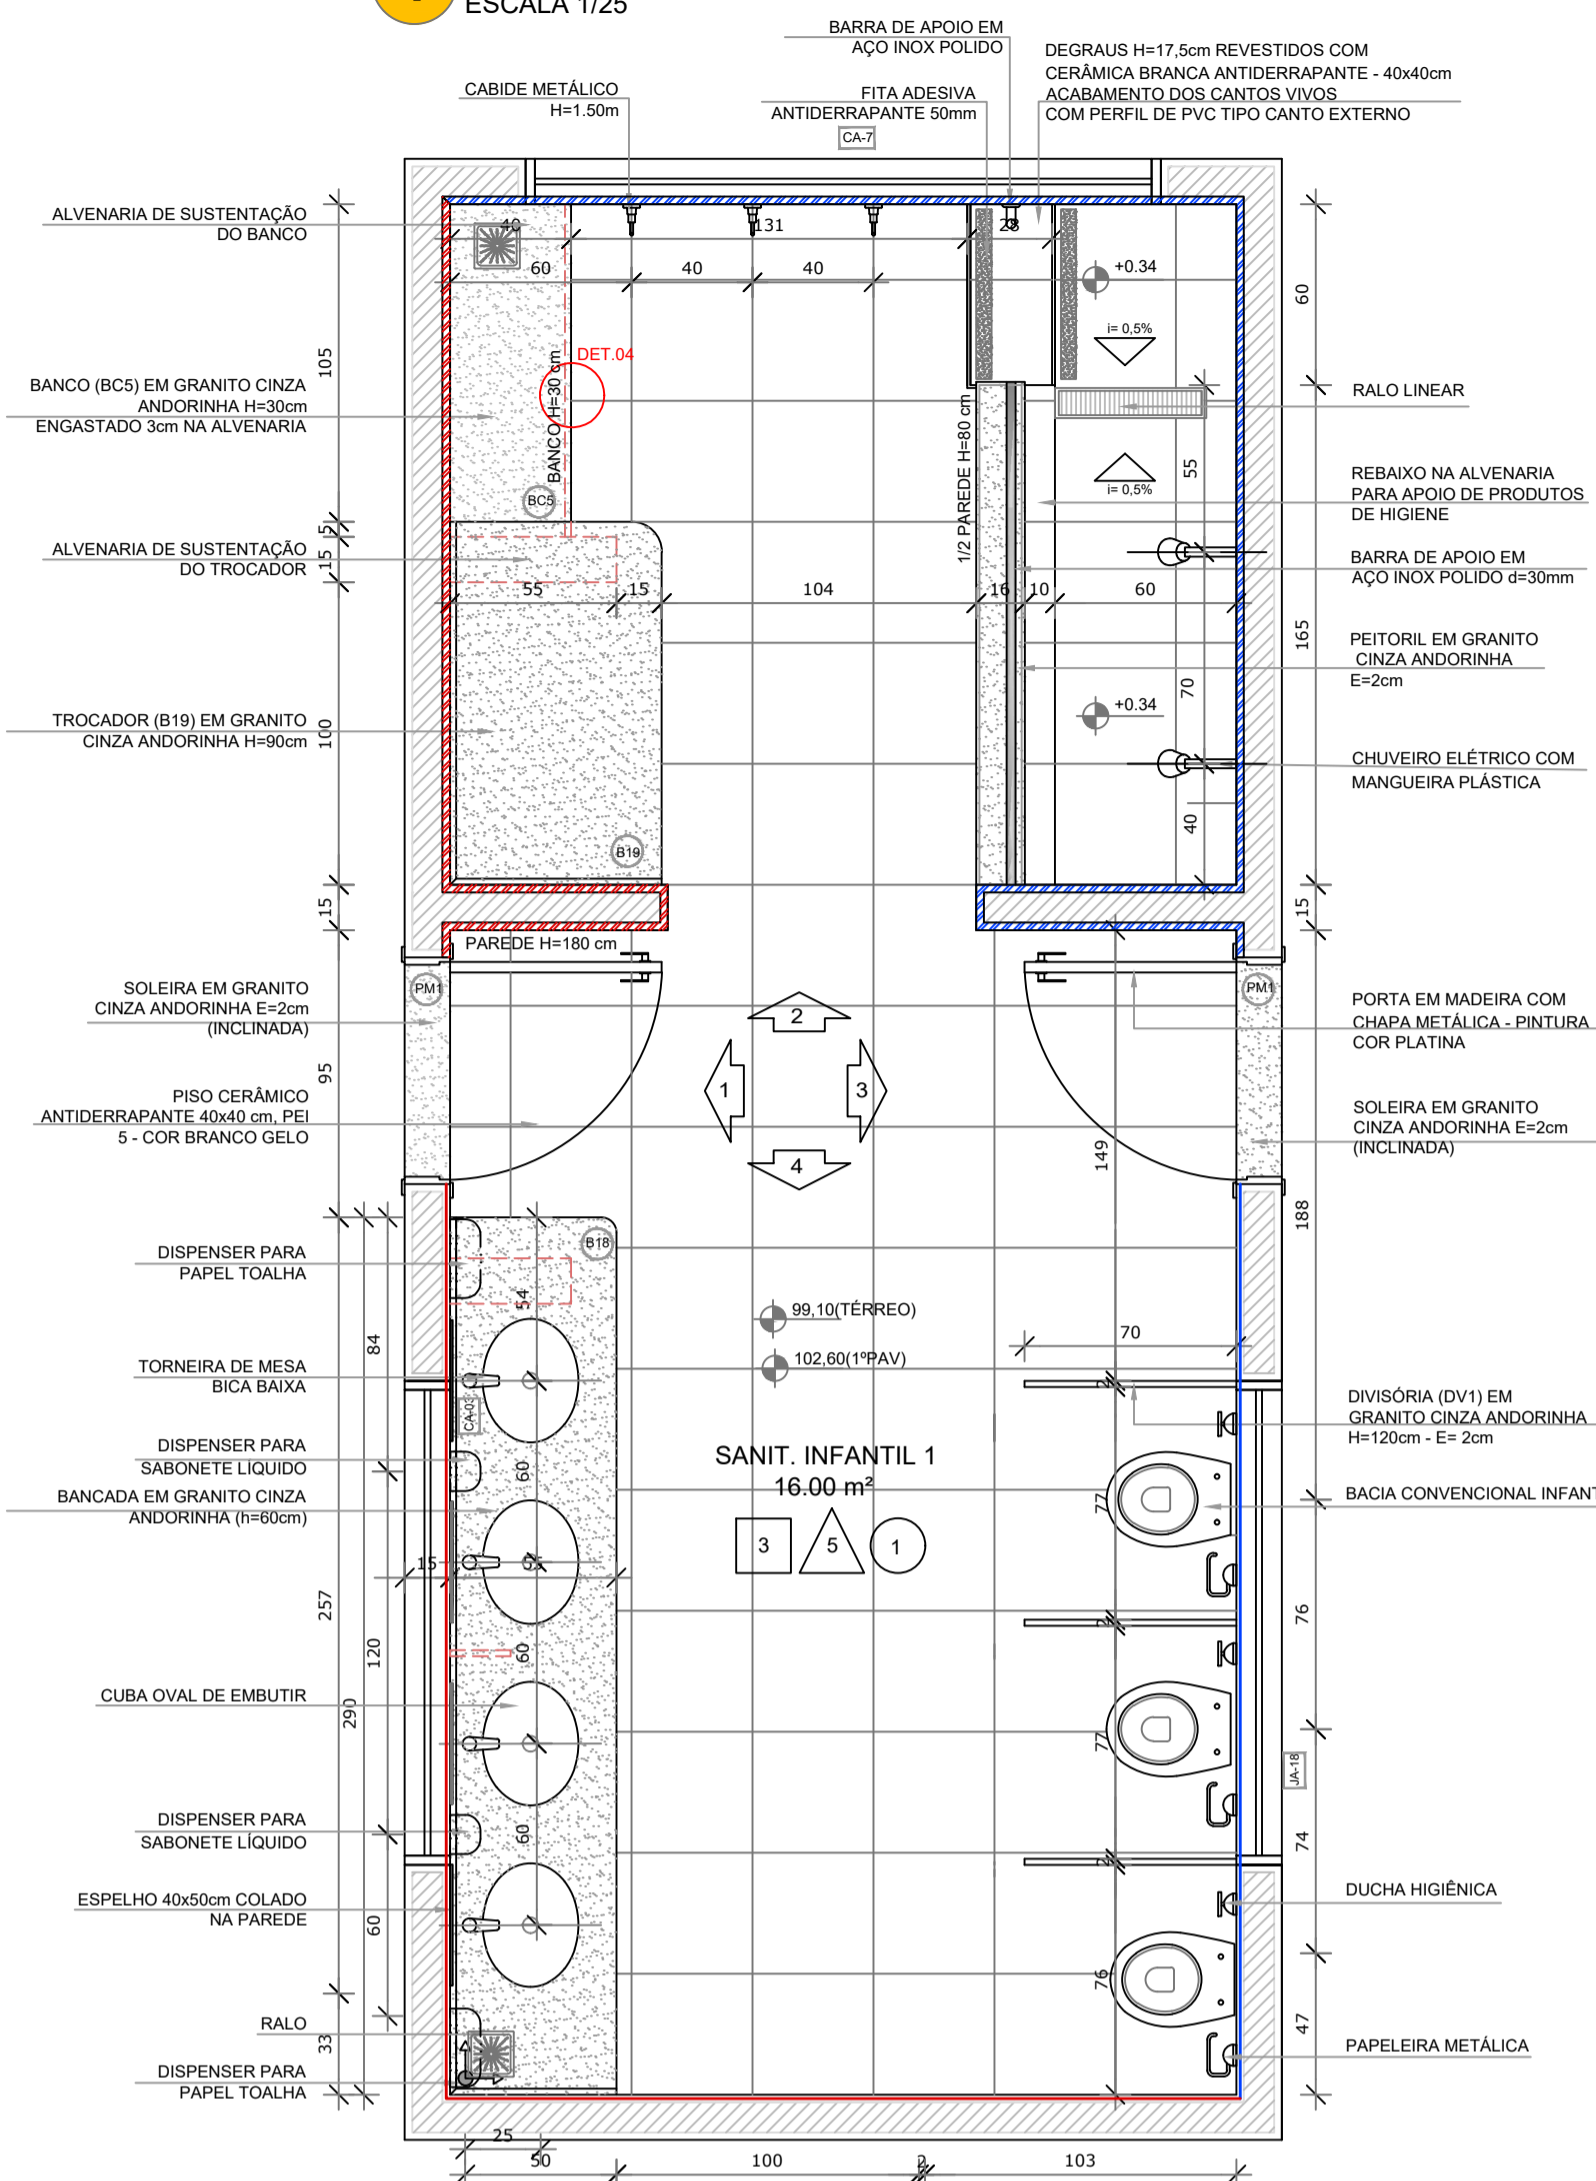 ESCALA 1/25
BARRA DE APOIO EM
AÇO INOX POLIDO
DEGRAUS H=17,5cm REVESTIDOS COM
CERÂMICA BRANCA ANTIDERRAPANTE - 40x40cm
ACABAMENTO DOS CANTOS VIVOS
COM PERFIL DE PVC TIPO CANTO EXTERNO
CABIDE METÁLICO
H=1.50m
FITA ADESIVA
ANTIDERRAPANTE 50mm
CA-7
ALVENARIA DE SUSTENTAÇÃO
DO BANCO
40
131
28
60
40
40
+0.34
60
i= 0,5%
105
DET.04
BANCO H=30 cm
BANCO (BC5) EM GRANITO CINZA
ANDORINHA H=30cm
ENGASTADO 3cm NA ALVENARIA
RALO LINEAR
1/2 PAREDE H=80 cm
55
i= 0,5%
REBAIXO NA ALVENARIA
PARA APOIO DE PRODUTOS
DE HIGIENE
BC5
5
15
ALVENARIA DE SUSTENTAÇÃO
DO TROCADOR
BARRA DE APOIO EM
AÇO INOX POLIDO d=30mm
55
15
104
16
10
60
165
PEITORIL EM GRANITO
CINZA ANDORINHA
E=2cm
70
+0.34
TROCADOR (B19) EM GRANITO
CINZA ANDORINHA H=90cm
100
CHUVEIRO ELÉTRICO COM
MANGUEIRA PLÁSTICA
40
B19
15
15
PAREDE H=180 cm
SOLEIRA EM GRANITO
CINZA ANDORINHA E=2cm
(INCLINADA)
PM1
PM1
PORTA EM MADEIRA COM
CHAPA METÁLICA - PINTURA
COR PLATINA
2
1
3
4
95
PISO CERÂMICO
ANTIDERRAPANTE 40x40 cm, PEI
5 - COR BRANCO GELO
SOLEIRA EM GRANITO
CINZA ANDORINHA E=2cm
(INCLINADA)
149
188
DISPENSER PARA
PAPEL TOALHA
B18
54
99,10(TÉRREO)
84
70
102,60(1ºPAV)
TORNEIRA DE MESA
BICA BAIXA
2
CA-03
DIVISÓRIA (DV1) EM
GRANITO CINZA ANDORINHA
H=120cm - E= 2cm
DISPENSER PARA
SABONETE LÍQUIDO
60
SANIT. INFANTIL 1
16.00 m²
BANCADA EM GRANITO CINZA
ANDORINHA (h=60cm)
77
BACIA CONVENCIONAL INFANT
3
5
1
15
257
120
60
2
76
CUBA OVAL DE EMBUTIR
290
77
JA-18
DISPENSER PARA
SABONETE LÍQUIDO
60
74
2
ESPELHO 40x50cm COLADO
NA PAREDE
60
DUCHA HIGIÊNICA
76
RALO
33
47
PAPELEIRA METÁLICA
DISPENSER PARA
PAPEL TOALHA
25
50
100
2
103